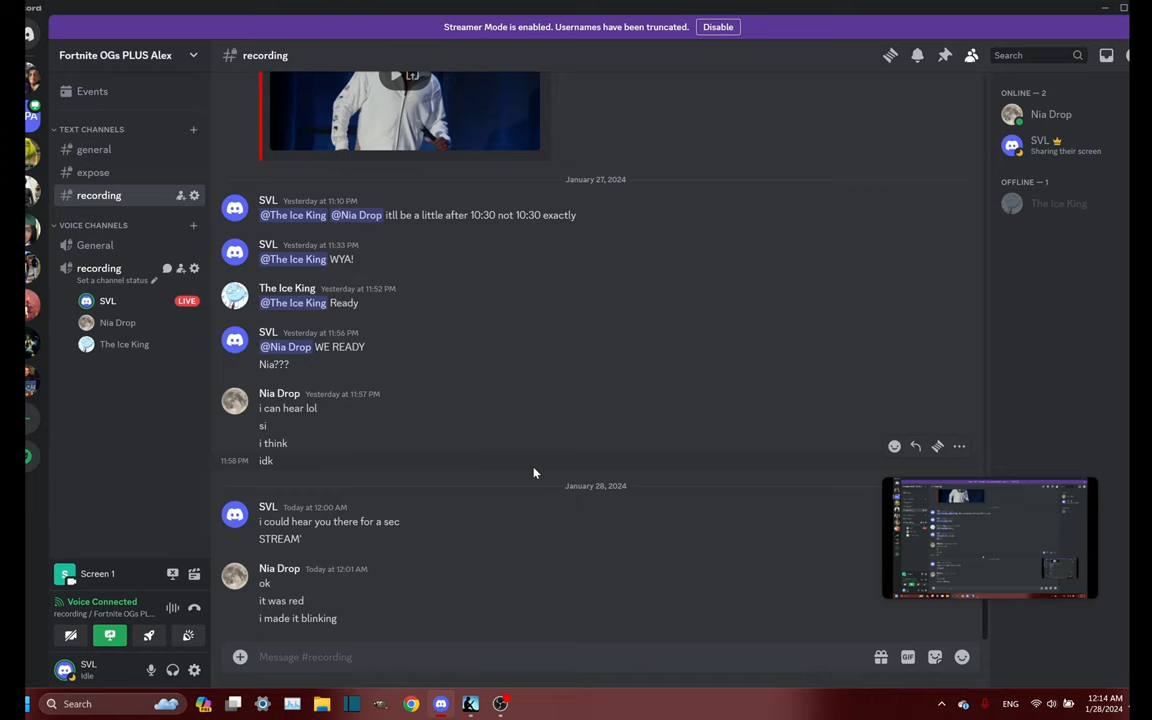 Streamer Mode is enabled. Usernames have been truncated.
Disable
Fortnite OGs PLUS Alex
recording
Search
Events
TEXT CHANNELS
general
expose
recording
VOICE CHANNELS
General
recording
Set a channel status
SVL
LIVE
Nia Drop
The Ice King
January 27, 2024
SVL Yesterday at 11:10 PM
@The Ice King @Nia Drop itll be a little after 10:30 not 10:30 exactly
SVL Yesterday at 11:33 PM
@The Ice King WYA!
The Ice King Yesterday at 11:52 PM
@The Ice King Ready
SVL Yesterday at 11:56 PM
@Nia Drop WE READY
Nia???
Nia Drop Yesterday at 11:57 PM
i can hear lol
si
i think
11:58 PM idk
January 28, 2024
SVL Today at 12:00 AM
i could hear you there for a sec
STREAM'
Nia Drop Today at 12:01 AM
ok
it was red
i made it blinking
Message #recording
GIF
ONLINE — 2
Nia Drop
SVL
Sharing their screen
OFFLINE — 1
The Ice King
Screen 1
Voice Connected
recording / Fortnite OGs PL...
SVL
Idle
Search
ENG
12:14 AM
1/28/2024